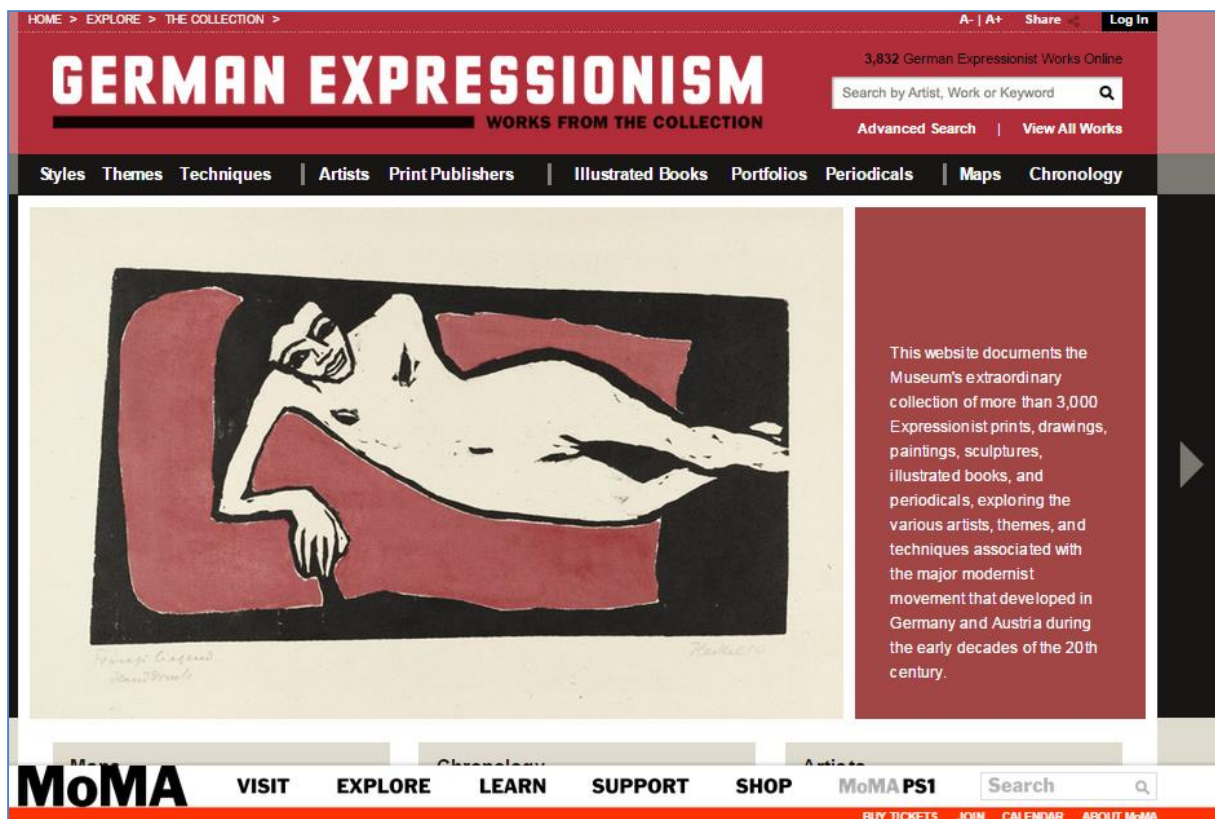 HOME > EXPLORE > THE COLLECTION >
A- | A+ Share Log In
GERMAN EXPRESSIONISM
WORKS FROM THE COLLECTION
3,832 German Expressionist Works Online
Search by Artist, Work or Keyword
Advanced Search | View All Works
Styles Themes Techniques | Artists Print Publishers | Illustrated Books Portfolios Periodicals | Maps Chronology
This website documents the
Museum's extraordinary
collection of more than 3,000
Expressionist prints, drawings,
paintings, sculptures,
illustrated books, and
periodicals, exploring the
various artists, themes, and
techniques associated with
the major modernist
movement that developed in
Germany and Austria during
the early decades of the 20th
century.
Maps Chronology Artists
MoMA VISIT EXPLORE LEARN SUPPORT SHOP MoMA PS1 Search
BUY TICKETS JOIN CALENDAR ABOUT MoMA